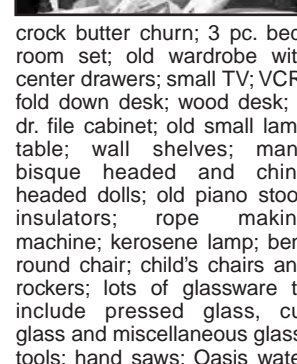 crock butter churn; 3 pc. bed
room set; old wardrobe wit
center drawers; small TV; VCR
fold down desk; wood desk;
dr. file cabinet; old small lam
table; wall shelves; man
bisque headed and chin
headed dolls; old piano stoo
insulators; rope makin
machine; kerosene lamp; ben
round chair; child's chairs an
rockers; lots of glassware t
include pressed glass, cu
glass and miscellaneous glass
tools; hand saws; Oasis wate